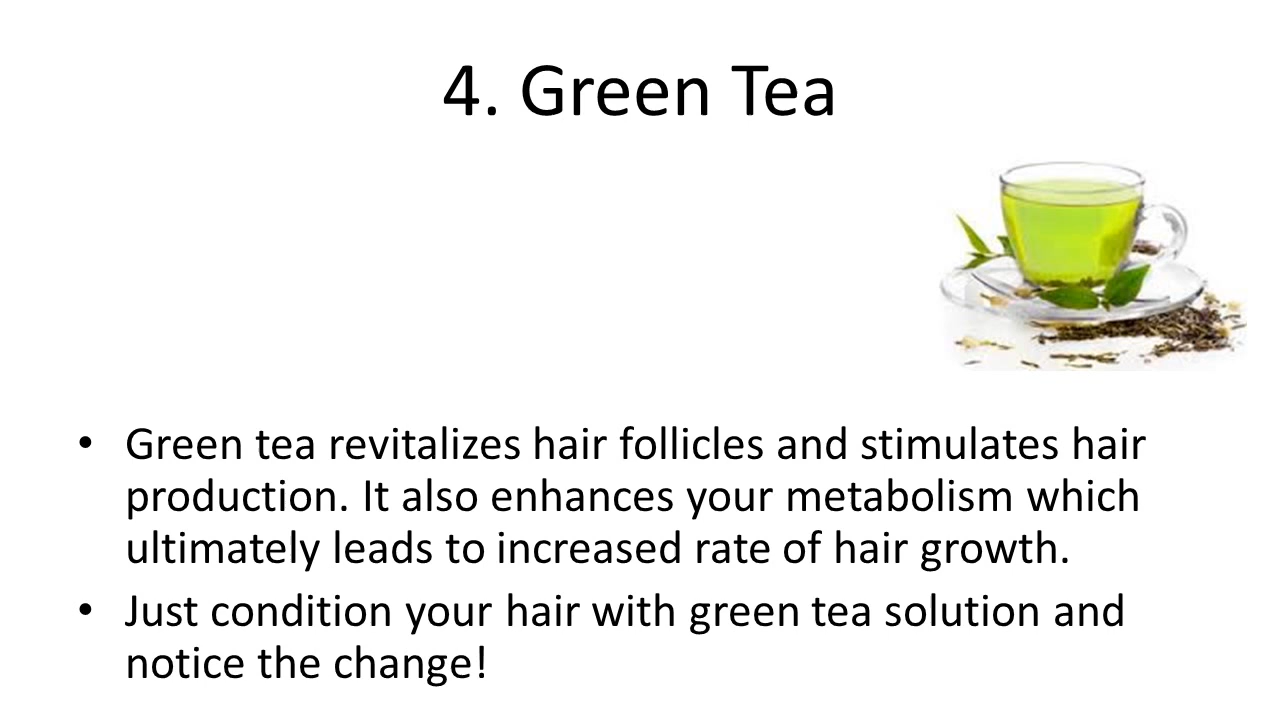 4. Green Tea
• Green tea revitalizes hair follicles and stimulates hair
production. It also enhances your metabolism which
ultimately leads to increased rate of hair growth.
• Just condition your hair with green tea solution and
notice the change!